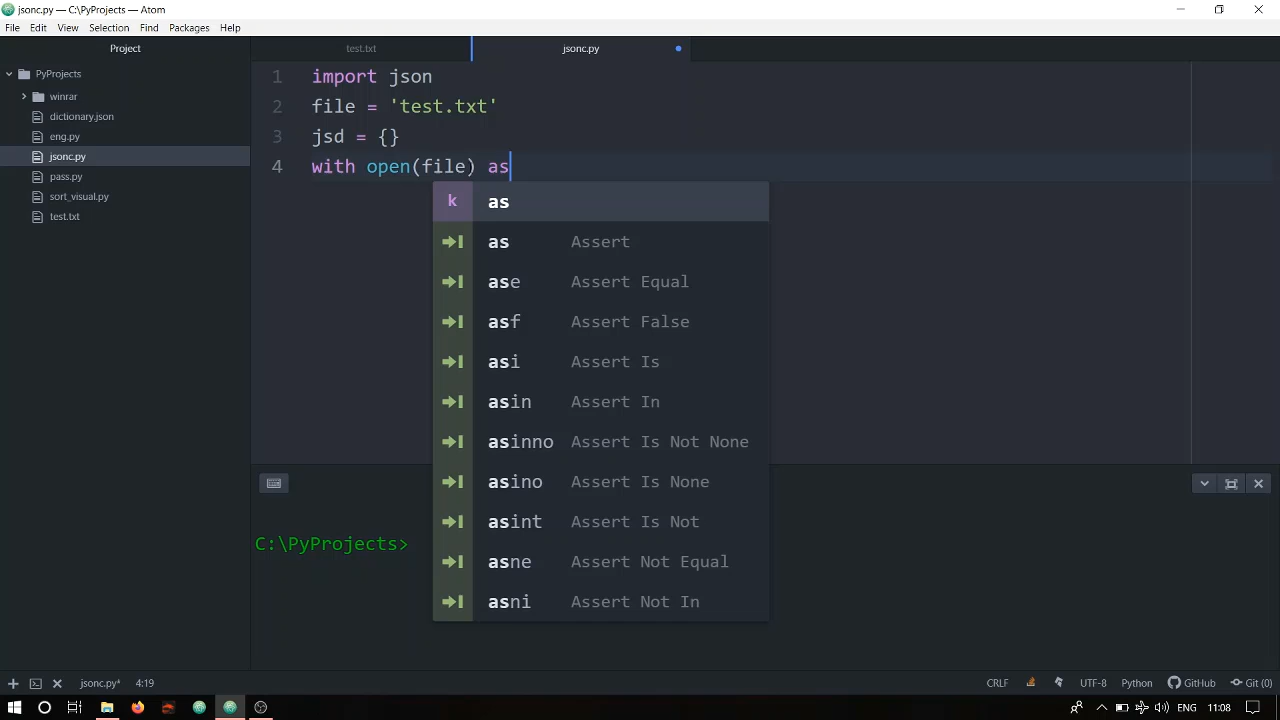 jsonc.py — C:\PyProjects — Atom
File Edit View Selection Find Packages Help
Project
test.txt
jsonc.py
PyProjects
winrar
dictionary.json
eng.py
jsonc.py
pass.py
sort_visual.py
test.txt
1 import json
2 file = 'test.txt'
3 jsd = {}
4 with open(file) as
k as
as Assert
ase Assert Equal
asf Assert False
asi Assert Is
asin Assert In
asinno Assert Is Not None
asino Assert Is None
asint Assert Is Not
asne Assert Not Equal
asni Assert Not In
C:\PyProjects>
jsonc.py* 4:19
CRLF UTF-8 Python GitHub Git (0)
ENG 11:08